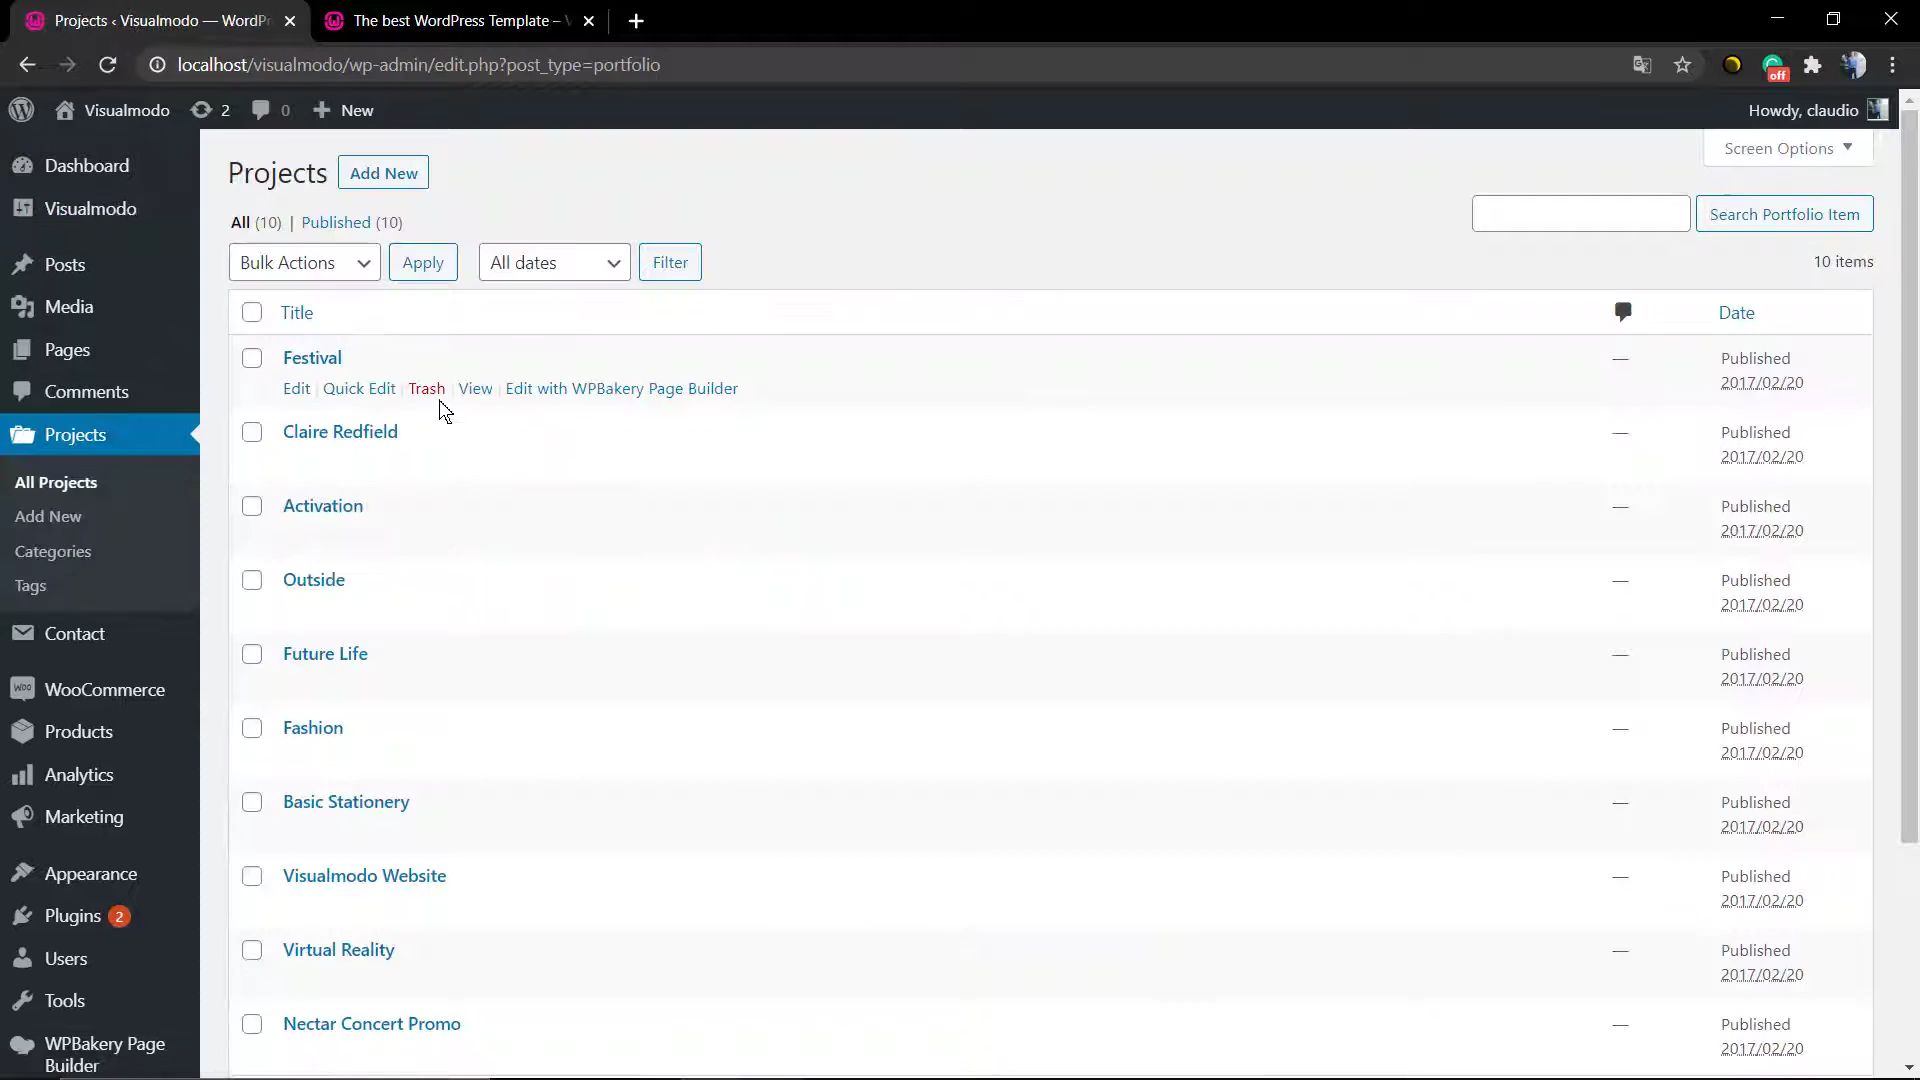 Projects ‹ Visualmodo — WordPr
The best WordPress Template –
localhost/visualmodo/wp-admin/edit.php?post_type=portfolio
off
Visualmodo 2 0 New
Howdy, claudio
Dashboard
Visualmodo
Posts
Media
Pages
Comments
Projects
All Projects
Add New
Categories
Tags
Contact
Woo WooCommerce
Products
Analytics
Marketing
Appearance
Plugins 2
Users
Tools
WPBakery Page
Builder
Screen Options
Projects Add New
All (10) | Published (10)
Search Portfolio Item
Bulk Actions Apply All dates Filter
10 items
Title Date
Festival — Published
2017/02/20
Edit | Quick Edit | Trash | View | Edit with WPBakery Page Builder
Claire Redfield — Published
2017/02/20
Activation — Published
2017/02/20
Outside — Published
2017/02/20
Future Life — Published
2017/02/20
Fashion — Published
2017/02/20
Basic Stationery — Published
2017/02/20
Visualmodo Website — Published
2017/02/20
Virtual Reality — Published
2017/02/20
Nectar Concert Promo — Published
2017/02/20